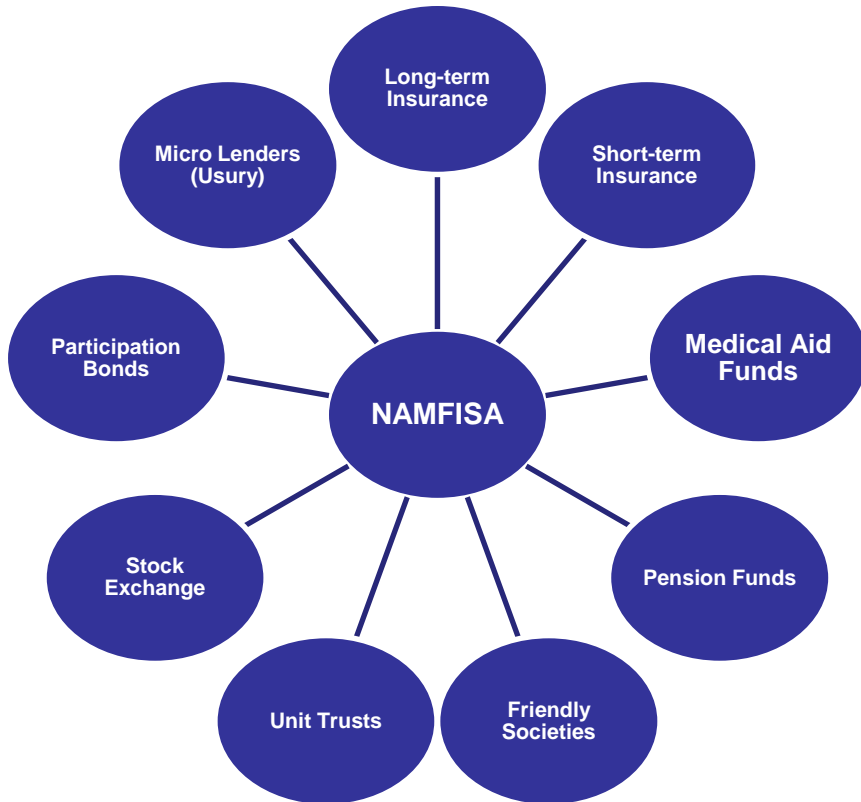 Long-term
Insurance
Short-term
Insurance
Micro Lenders
(Usury)
Medical Aid
Funds
Participation
Bonds
NAMFISA
Pension Funds
Stock
Exchange
Friendly
Societies
Unit Trusts